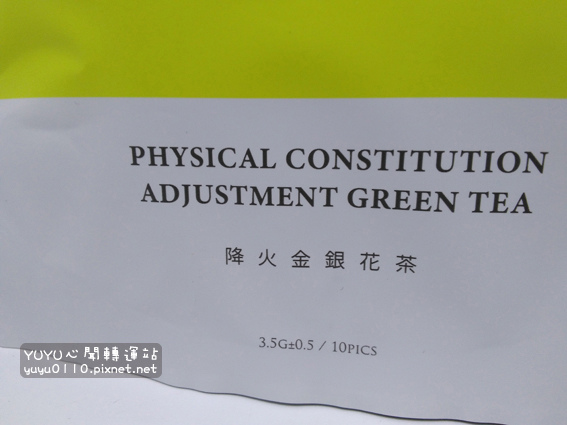 PHYSICAL CONSTITUTION
ADJUSTMENT GREEN TEA
降火金銀花茶
3.5G±0.5 / 10PICS
YUYU心聞轉運站
yuyu0110.pixnet.net